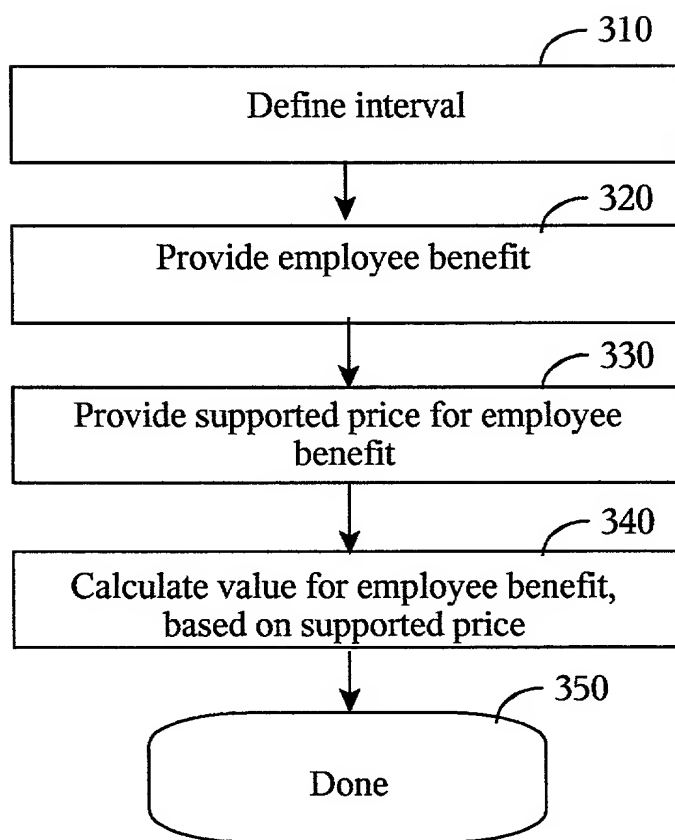 310
Define interval
320
Provide employee benefit
330
Provide supported price for employee
benefit
340
Calculate value for employee benefit,
based on supported price
350
Done